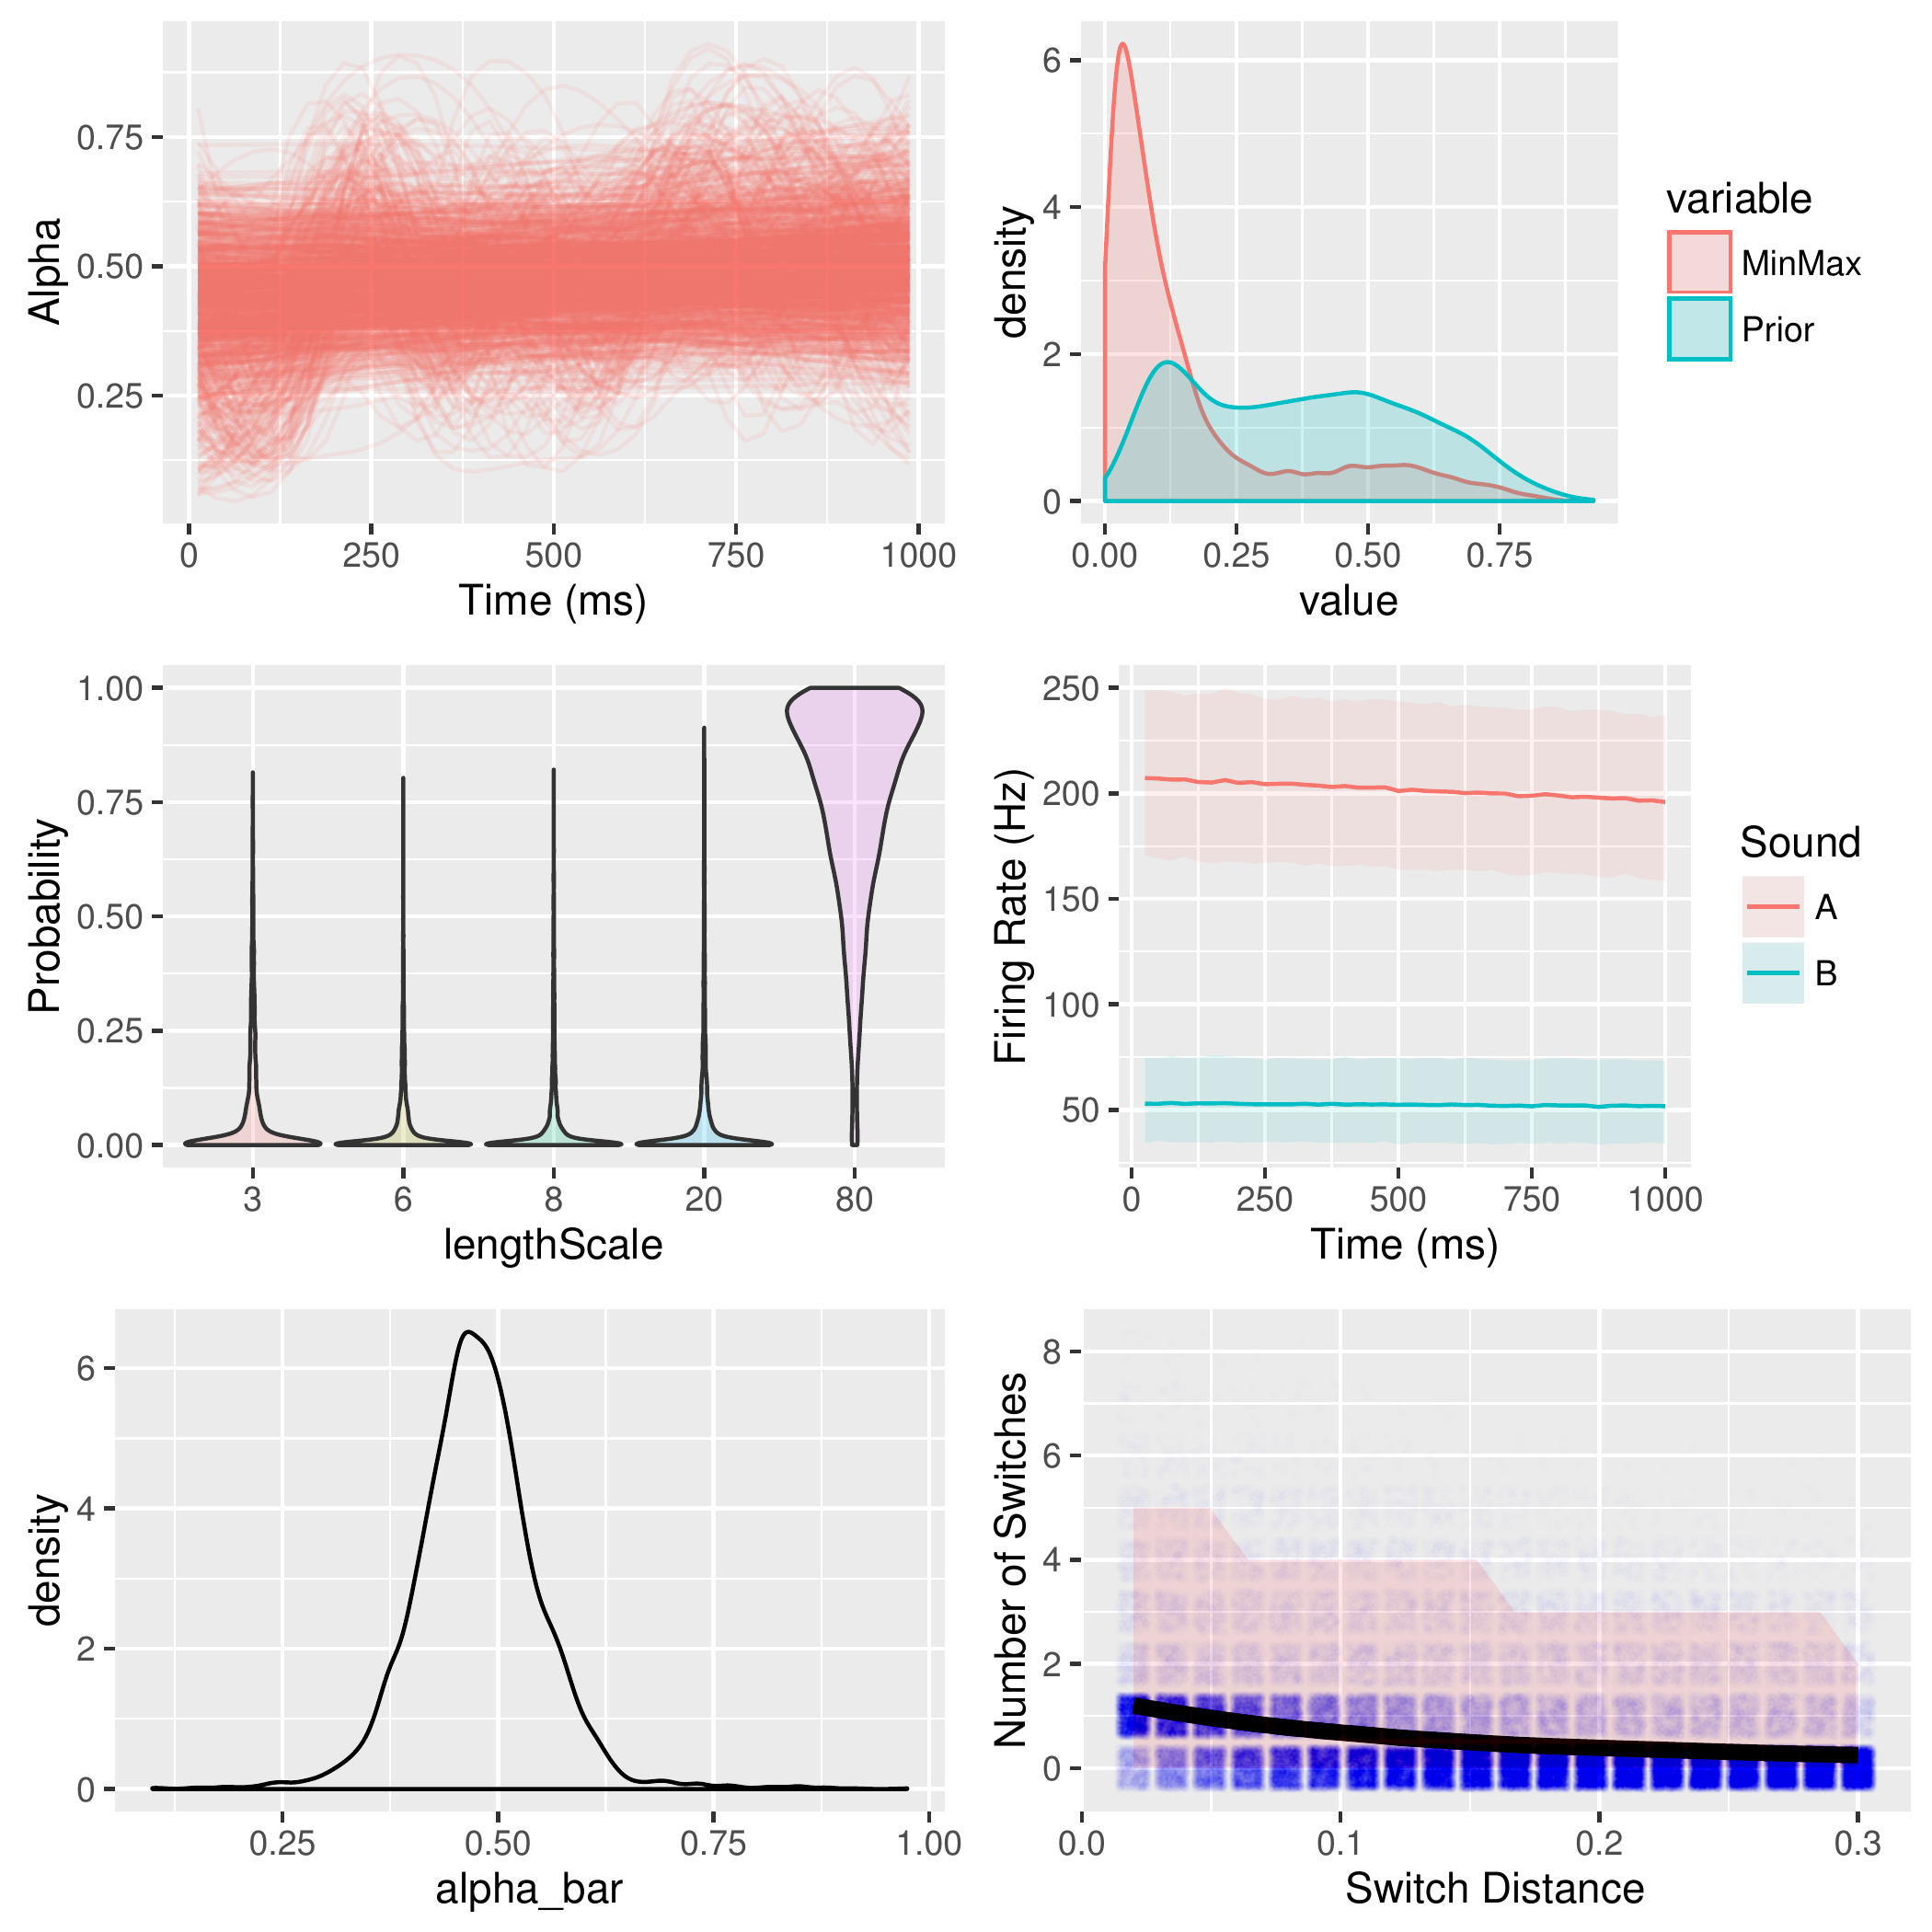 Alpha
0.75
0.50
0.25
0
250
500
750
1000
Time (ms)
density
6
4
2
0
0.00
0.25
0.50
0.75
value
variable
MinMax
Prior
Probability
1.00
0.75
0.50
0.25
0.00
3
6
8
20
80
lengthScale
Firing Rate (Hz)
250
200
150
100
50
0
250
500
750
1000
Time (ms)
Sound
A
B
density
6
4
2
0
0.25
0.50
0.75
1.00
alpha_bar
Number of Switches
8
6
4
2
0
0.0
0.1
0.2
0.3
Switch Distance